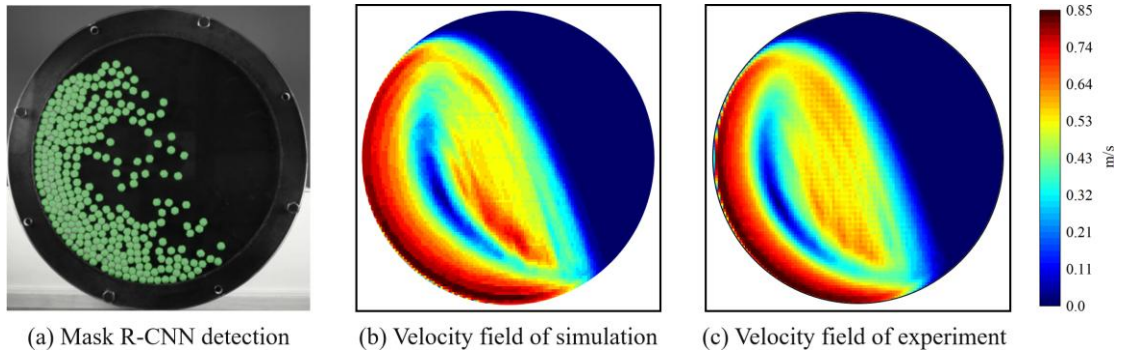 0.85
0.74
0.64
0.53
0.43
0.32
0.21
0.11
0.0
m/s
(a) Mask R-CNN detection
(b) Velocity field of simulation
(c) Velocity field of experiment